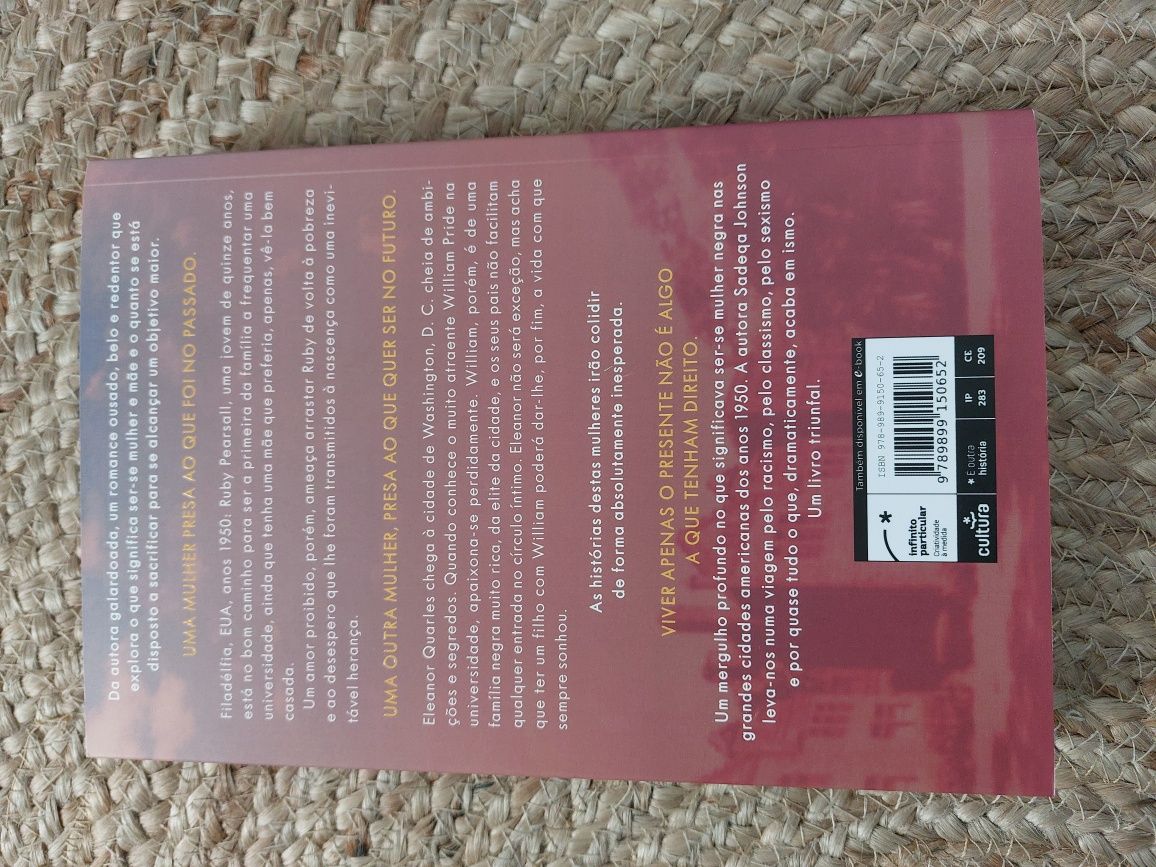 Da autora galardoada, um romance ousado, belo e redentor que
explora o que significa ser-se mulher e mãe e o quanto se está
disposto a sacrificar para se alcançar um objetivo maior.
UMA MULHER PRESA AO QUE FOI NO PASSADO.
Filadélfia, EUA, anos 1950: Ruby Pearsall, uma jovem de quinze anos,
está no bom caminho para ser a primeira da família a frequentar uma
universidade, ainda que tenha uma mãe que preferia, apenas, vê-la bem
casada.
Um amor proibido, porém, ameaça arrastar Ruby de volta à pobreza
e ao desespero que lhe foram transmitidos à nascença como uma inevi-
tável herança.
UMA OUTRA MULHER, PRESA AO QUE QUER SER NO FUTURO.
Eleanor Quarles chega à cidade de Washington, D. C. cheia de ambi-
ções e segredos. Quando conhece o muito atraente William Pride na
universidade, apaixona-se perdidamente. William, porém, é de uma
família negra muito rica, da elite da cidade, e os seus pais não facilitam
qualquer entrada no círculo íntimo. Eleanor não será exceção, mas acha
que ter um filho com William poderá dar-lhe, por fim, a vida com que
sempre sonhou.
As histórias destas mulheres irão colidir
de forma absolutamente inesperada.
VIVER APENAS O PRESENTE NÃO É ALGO
A QUE TENHAM DIREITO.
Um mergulho profundo no que significava ser-se mulher negra nas
grandes cidades americanas dos anos 1950. A autora Sadeqa Johnson
leva-nos numa viagem pelo racismo, pelo classismo, pelo sexismo
e por quase tudo o que, dramaticamente, acaba em ismo.
Um livro triunfal.
Também disponível em e-book
infinito
particular
Criatividade
à medida
ISBN 978-989-9150-65-2
9789899150652
cultura
* É outra
história
IP
283
CE
209